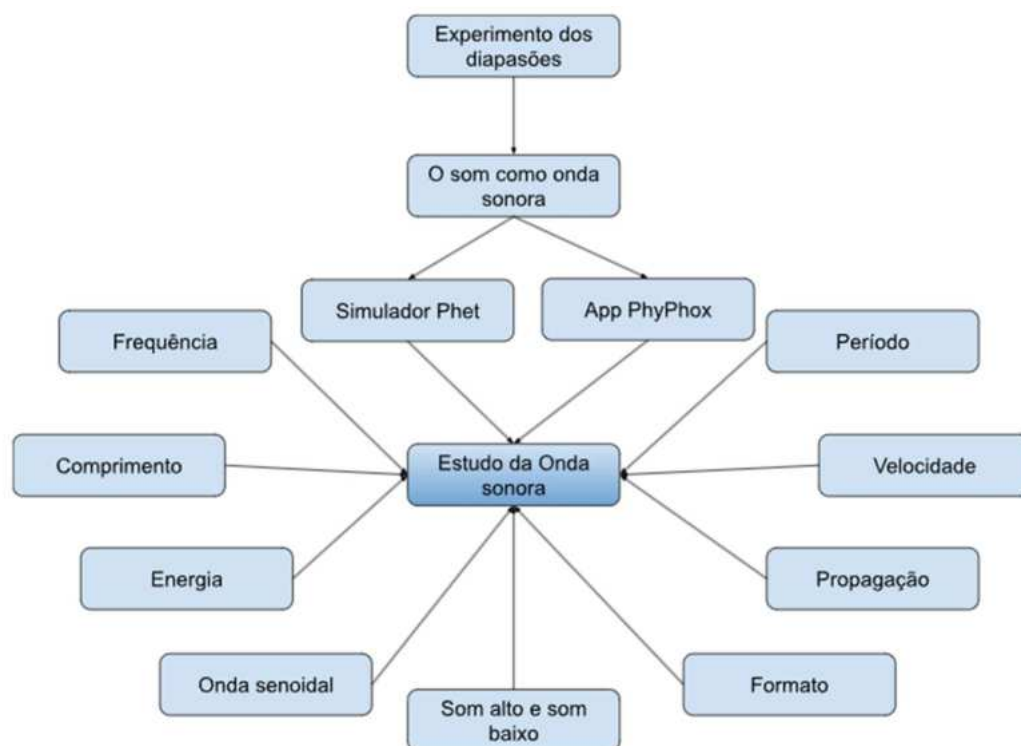 Experimento dos
diapasões
O som como onda
sonora
Simulador Phet
App PhyPhox
Frequência
Período
Comprimento
Estudo da Onda
sonora
Velocidade
Energia
Propagação
Onda senoidal
Som alto e som
baixo
Formato